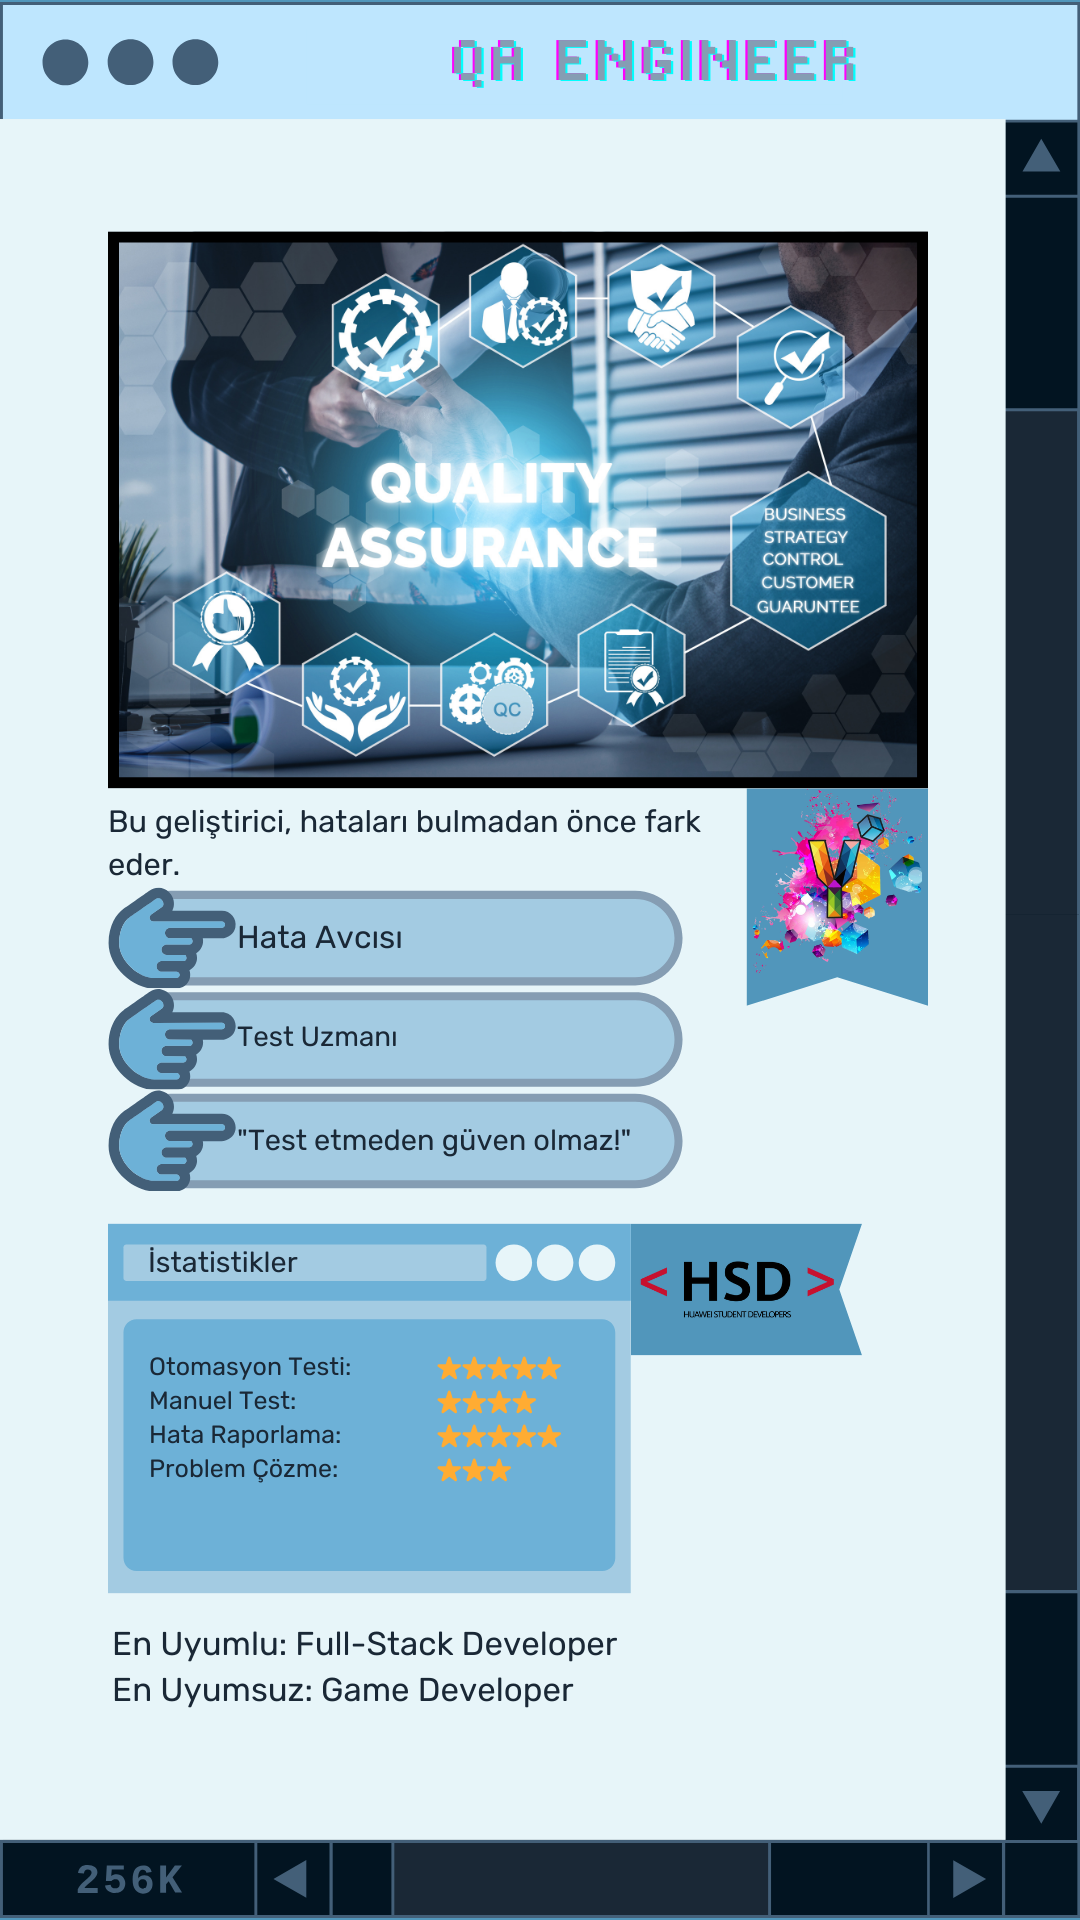 QA ENGINEER
QUALITY
ASSURANCE
BUSINESS
STRATEGY
CONTROL
CUSTOMER
GUARUNTEE
QC
Bu geliştirici, hataları bulmadan önce fark
eder.
Hata Avcısı
Test Uzmanı
"Test etmeden güven olmaz!"
İstatistikler
< HSD >
HUAWEI STUDENT DEVELOPERS
Otomasyon Testi:
Manuel Test:
Hata Raporlama:
Problem Çözme:
En Uyumlu: Full-Stack Developer
En Uyumsuz: Game Developer
256K